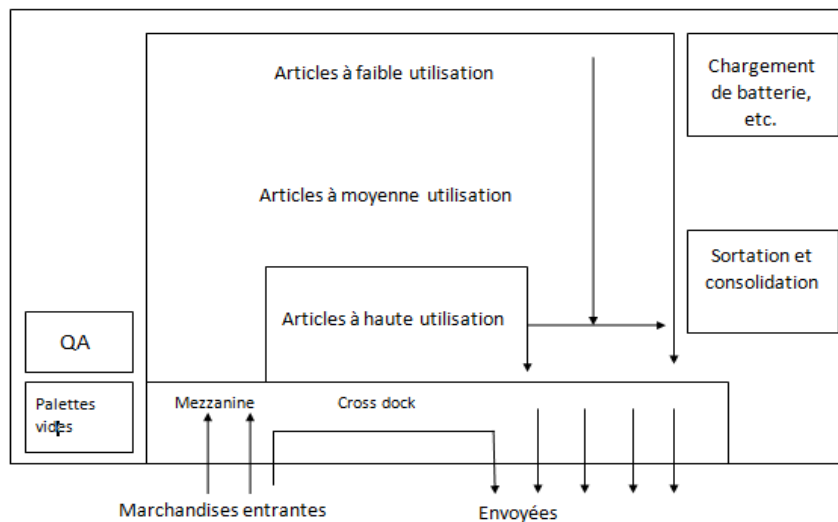 Articles à faible utilisation
Chargement
de batterie,
etc.
Articles à moyenne utilisation
Sortation et
consolidation
Articles à haute utilisation
QA
Palettes
vides
Mezzanine
Cross dock
Marchandises entrantes
Envoyées